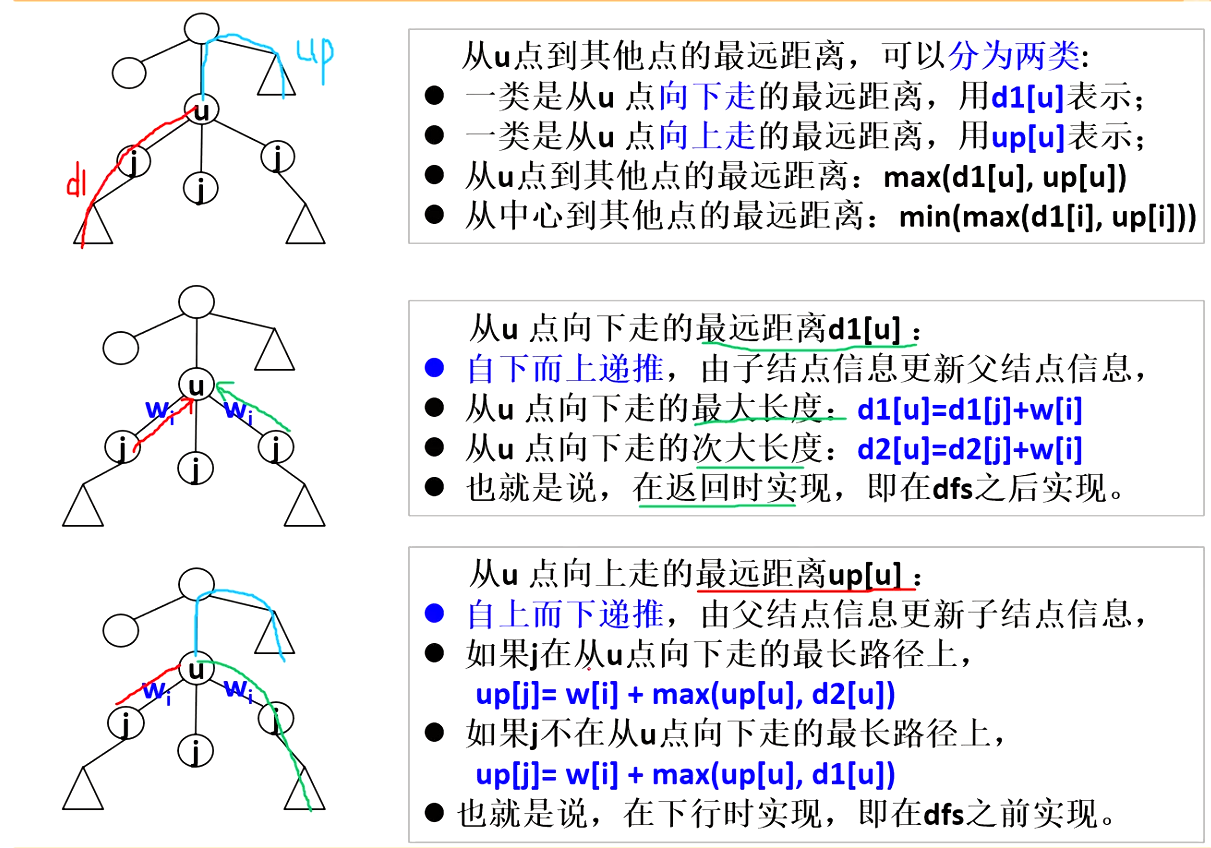 up
u
j
j
j
d1
从u点到其他点的最远距离，可以分为两类:
● 一类是从u 点向下走的最远距离，用d1[u]表示；
● 一类是从u 点向上走的最远距离，用up[u]表示；
● 从u点到其他点的最远距离：max(d1[u], up[u])
● 从中心到其他点的最远距离：min(max(d1[i], up[i]))
u
wi wi
j
j
j
从u 点向下走的最远距离d1[u]：
● 自下而上递推，由子结点信息更新父结点信息，
● 从u 点向下走的最大长度：d1[u]=d1[j]+w[i]
● 从u 点向下走的次大长度：d2[u]=d2[j]+w[i]
● 也就是说，在返回时实现，即在dfs之后实现。
u
wi wi
j
j
j
从u 点向上走的最远距离up[u]：
● 自上而下递推，由父结点信息更新子结点信息，
● 如果j在从u点向下走的最长路径上，
up[j]= w[i] + max(up[u], d2[u])
● 如果j不在从u点向下走的最长路径上，
up[j]= w[i] + max(up[u], d1[u])
● 也就是说，在下行时实现，即在dfs之前实现。